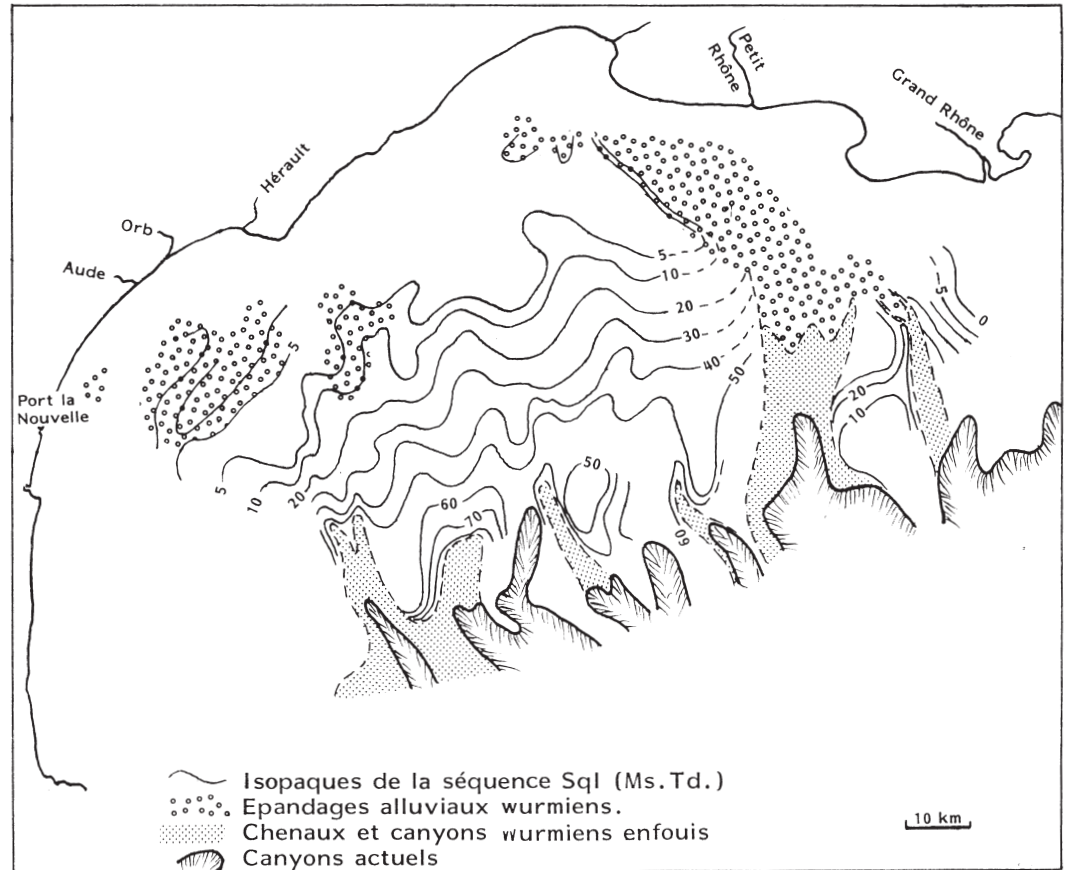 Petit
Rhône
Grand Rhône
Hérault
Orb
Aude
Port la
Nouvelle
5
10
20
30
40
50
5
0
5
20
10
5
10
20
50
60
70
60
Isopaques de la séquence Sql (Ms.Td.)
Epandages alluviaux wurmiens.
Chenaux et canyons wurmiens enfouis
Canyons actuels
10 km